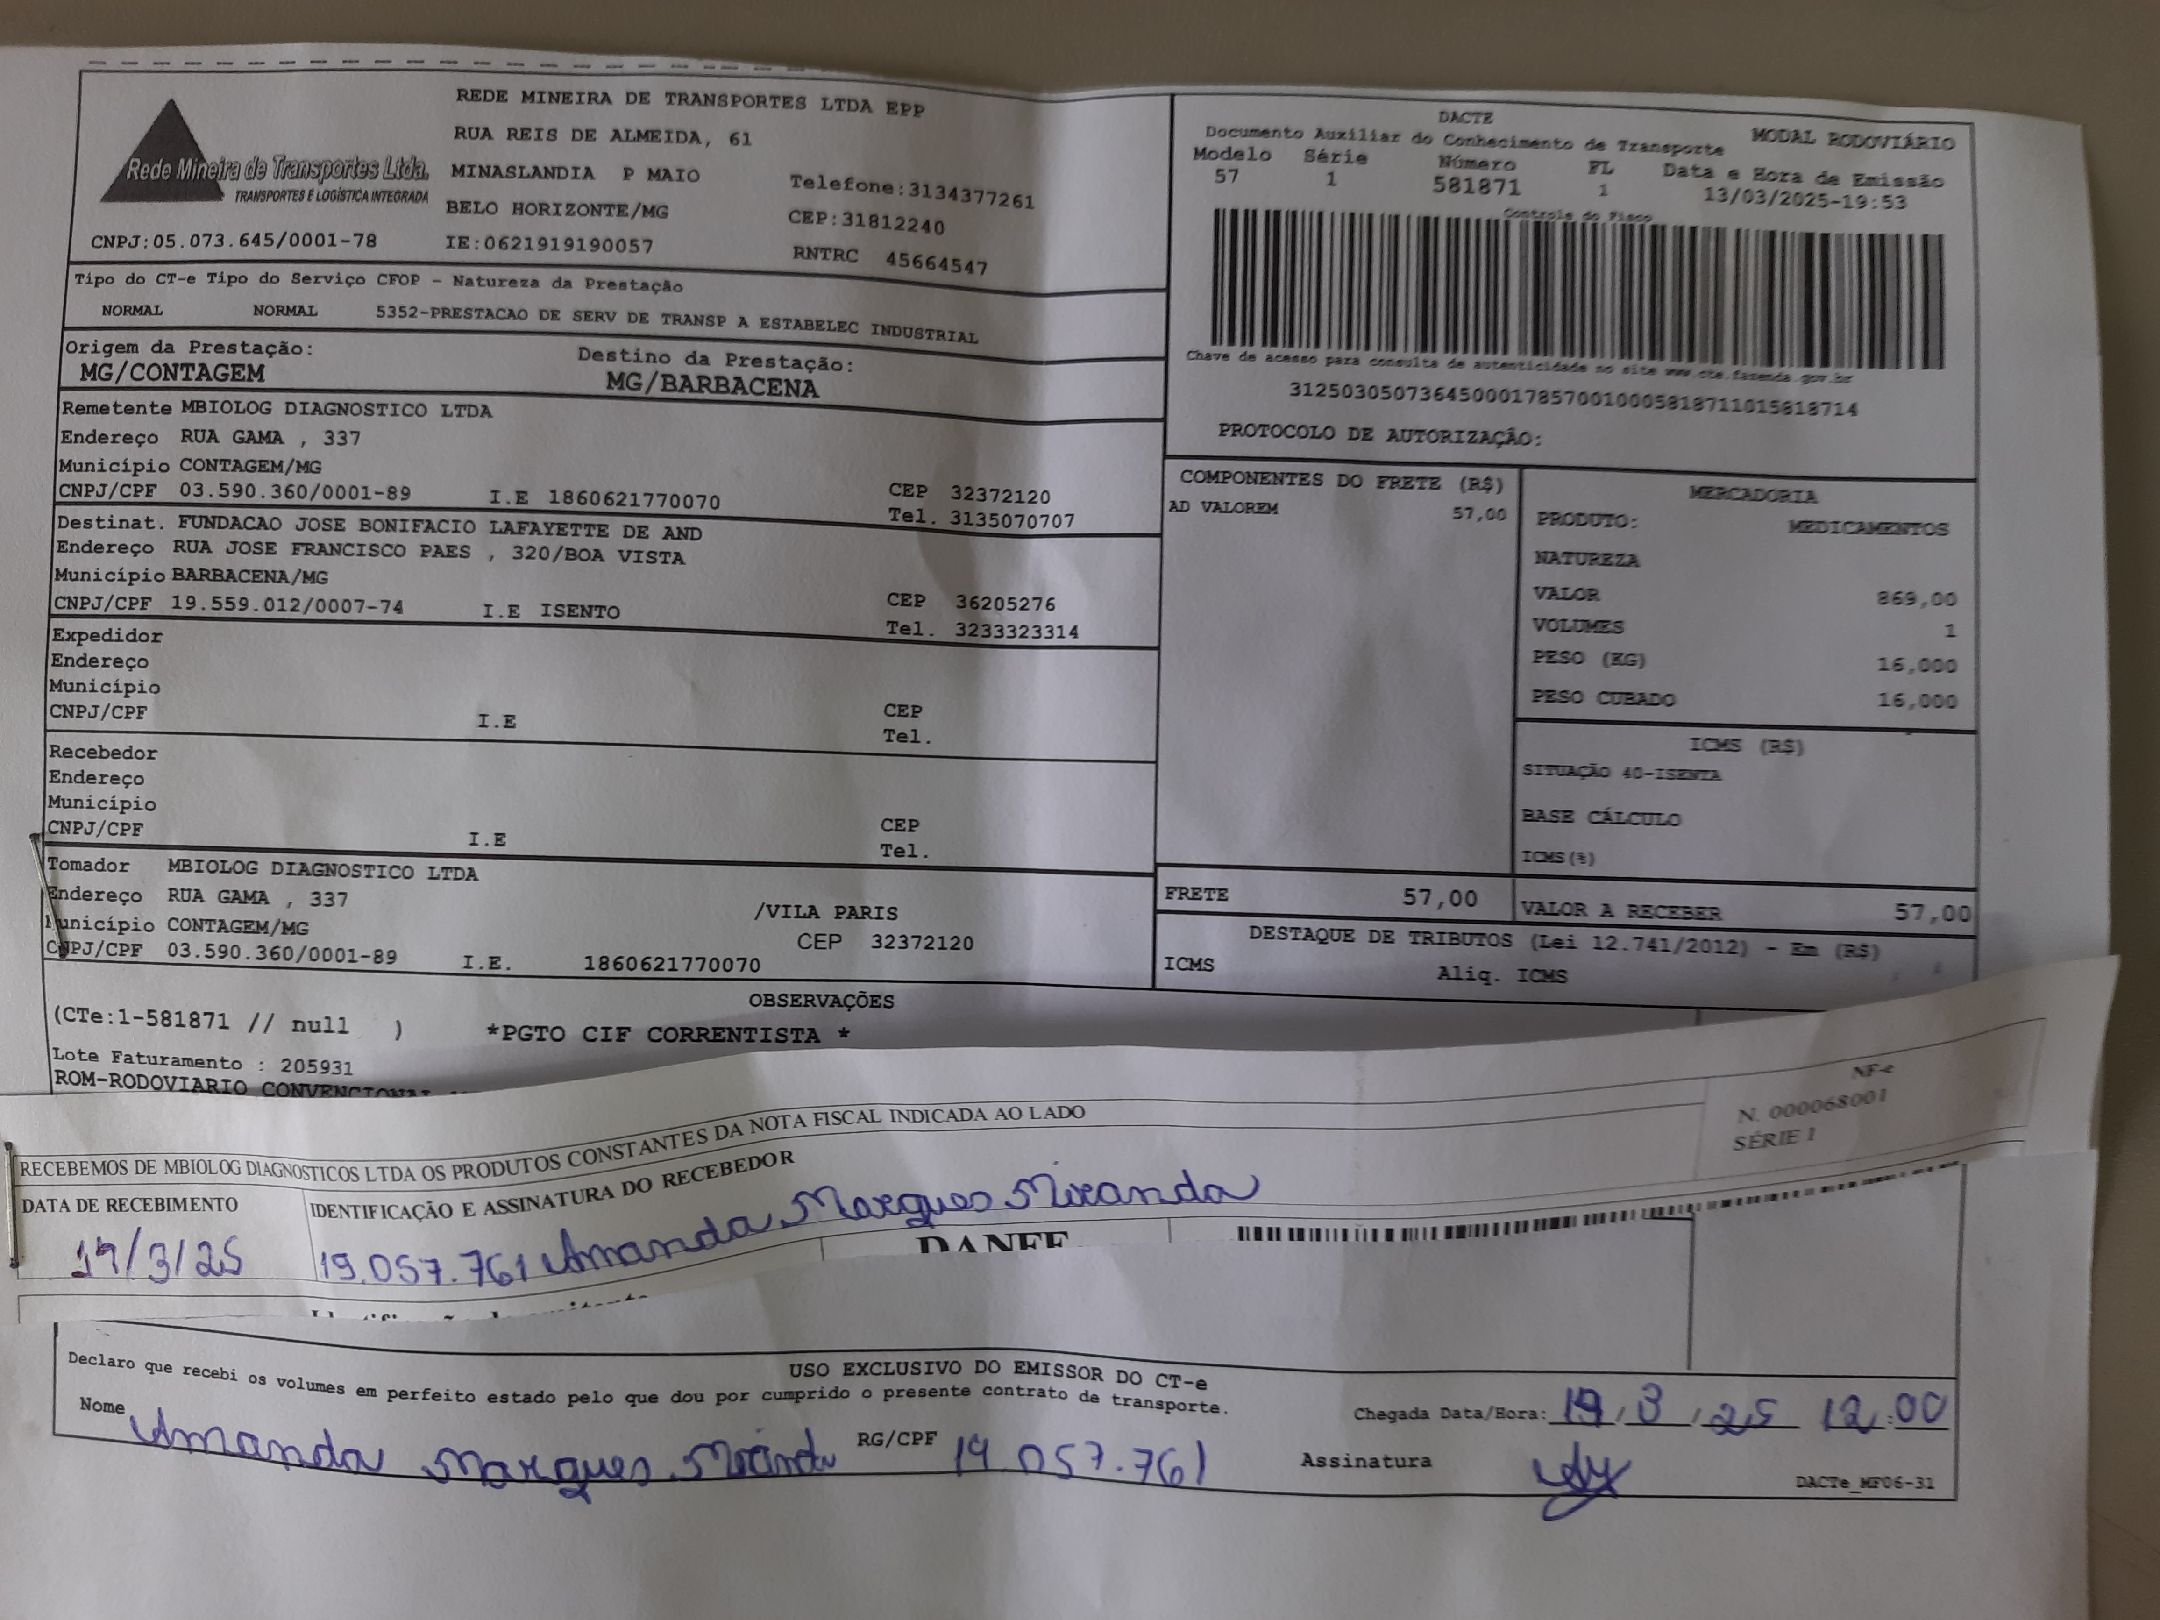 REDE MINEIRA DE TRANSPORTES LTDA EPP
RUA REIS DE ALMEIDA, 61
Rede Mineira de Transportes Ltda.
TRANSPORTES E LOGÍSTICA INTEGRADA
MINASLANDIA P MAIO
Telefone:3134377261
BELO HORIZONTE/MG
CEP:31812240
CNPJ:05.073.645/0001-78
IE:0621919190057
RNTRC 45664547
Tipo do CT-e Tipo do Serviço CFOP - Natureza da Prestação
NORMAL NORMAL 5352-PRESTACAO DE SERV DE TRANSP A ESTABELEC INDUSTRIAL
Origem da Prestação: Destino da Prestação:
MG/CONTAGEM MG/BARBACENA
Remetente MBIOLOG DIAGNOSTICO LTDA
Endereço RUA GAMA , 337
Município CONTAGEM/MG
CNPJ/CPF 03.590.360/0001-89 I.E 1860621770070 CEP 32372120
Tel. 3135070707
Destinat. FUNDACAO JOSE BONIFACIO LAFAYETTE DE AND
Endereço RUA JOSE FRANCISCO PAES , 320/BOA VISTA
Município BARBACENA/MG
CNPJ/CPF 19.559.012/0007-74 I.E ISENTO CEP 36205276
Tel. 3233323314
Expedidor
Endereço
Município
CNPJ/CPF I.E CEP
Tel.
Recebedor
Endereço
Município
CNPJ/CPF I.E CEP
Tel.
Tomador MBIOLOG DIAGNOSTICO LTDA
Endereço RUA GAMA , 337 /VILA PARIS
Município CONTAGEM/MG CEP 32372120
CNPJ/CPF 03.590.360/0001-89 I.E. 1860621770070
DACTE
Documento Auxiliar do Conhecimento de Transporte MODAL RODOVIÁRIO
Modelo Série Número FL Data e Hora de Emissão
57 1 581871 1 13/03/2025-19:53
Controle do Fisco
Chave de acesso para consulta de autenticidade no site www.cte.fazenda.gov.br
31250305073645000178570010005818711015818714
PROTOCOLO DE AUTORIZAÇÃO:
COMPONENTES DO FRETE (R$)
AD VALOREM 57,00
MERCADORIA
PRODUTO: MEDICAMENTOS
NATUREZA
VALOR 869,00
VOLUMES 1
PESO (KG) 16,000
PESO CUBADO 16,000
ICMS (R$)
SITUAÇÃO 40-ISENTA
BASE CÁLCULO
ICMS(%)
FRETE 57,00 VALOR A RECEBER 57,00
DESTAQUE DE TRIBUTOS (Lei 12.741/2012) - Em (R$)
ICMS Aliq. ICMS
OBSERVAÇÕES
(CTe:1-581871 // null ) *PGTO CIF CORRENTISTA *
Lote Faturamento : 205931
ROM-RODOVIARIO CONVENCIONAL
RECEBEMOS DE MBIOLOG DIAGNOSTICOS LTDA OS PRODUTOS CONSTANTES DA NOTA FISCAL INDICADA AO LADO
NF-e
N. 000068001
SÉRIE 1
DATA DE RECEBIMENTO IDENTIFICAÇÃO E ASSINATURA DO RECEBEDOR
19/3/25 19.057.761 Amanda Marques Miranda
DANFE
USO EXCLUSIVO DO EMISSOR DO CT-e
Declaro que recebi os volumes em perfeito estado pelo que dou por cumprido o presente contrato de transporte.
Nome Amanda Marques Miranda RG/CPF 19.057.761
Chegada Data/Hora: 19/3/25 12:00
Assinatura
DACTe_MF06-31